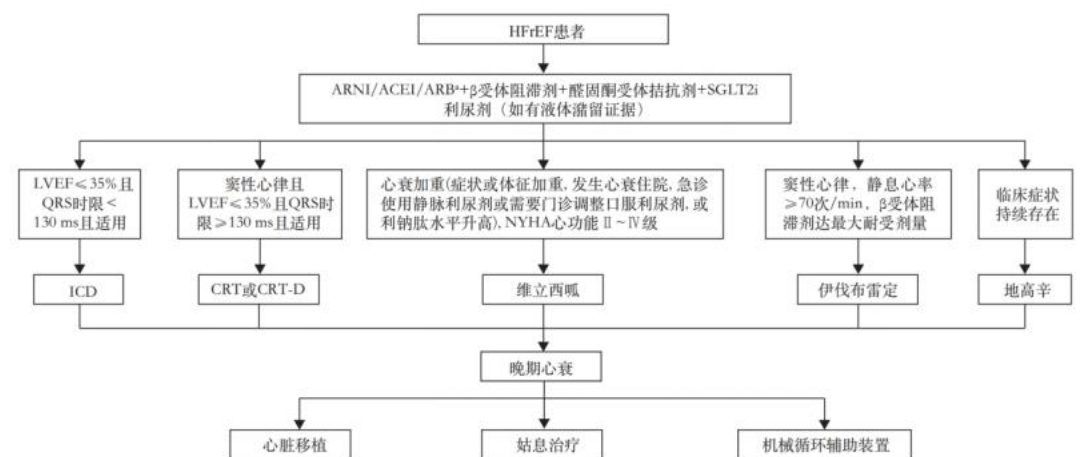 HFrEF患者
ARNI/ACEI/ARBᵃ+β受体阻滞剂+醛固酮受体拮抗剂+SGLT2i
利尿剂（如有液体潴留证据）
LVEF≤35%且
QRS时限<
130 ms且适用
窦性心律且
LVEF≤35%且QRS时
限≥130 ms且适用
心衰加重(症状或体征加重, 发生心衰住院, 急诊
使用静脉利尿剂或需要门诊调整口服利尿剂, 或
利钠肽水平升高), NYHA心功能Ⅱ~Ⅳ级
窦性心律，静息心率
≥70次/min，β受体阻
滞剂达最大耐受剂量
临床症状
持续存在
ICD
CRT或CRT-D
维立西呱
伊伐布雷定
地高辛
晚期心衰
心脏移植
姑息治疗
机械循环辅助装置